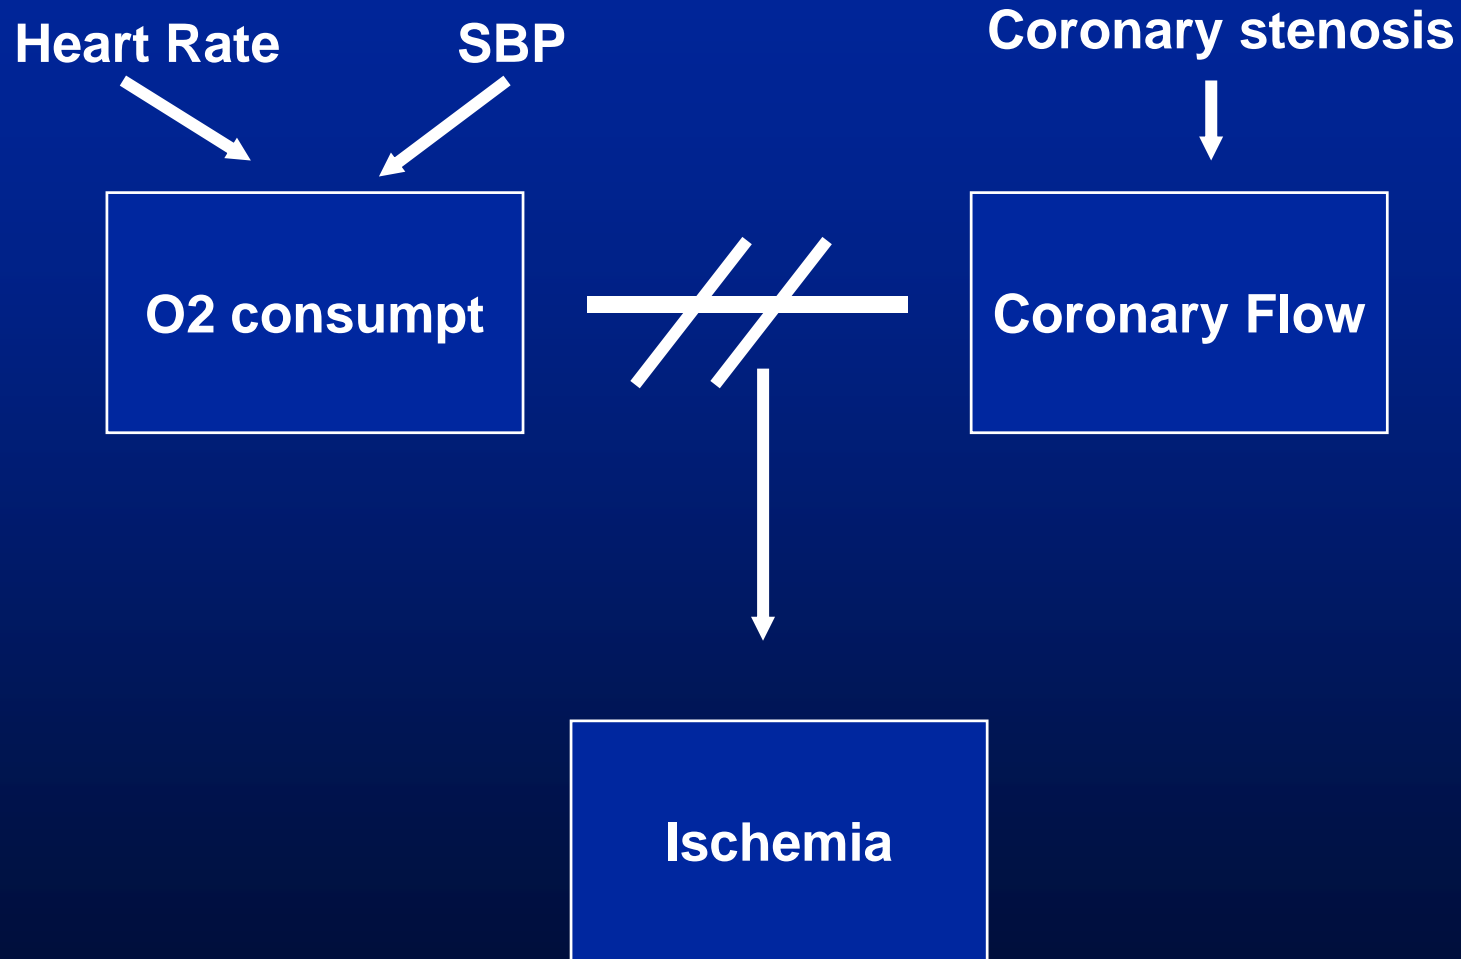 Heart Rate
SBP
Coronary stenosis
O2 consumpt
Coronary Flow
Ischemia